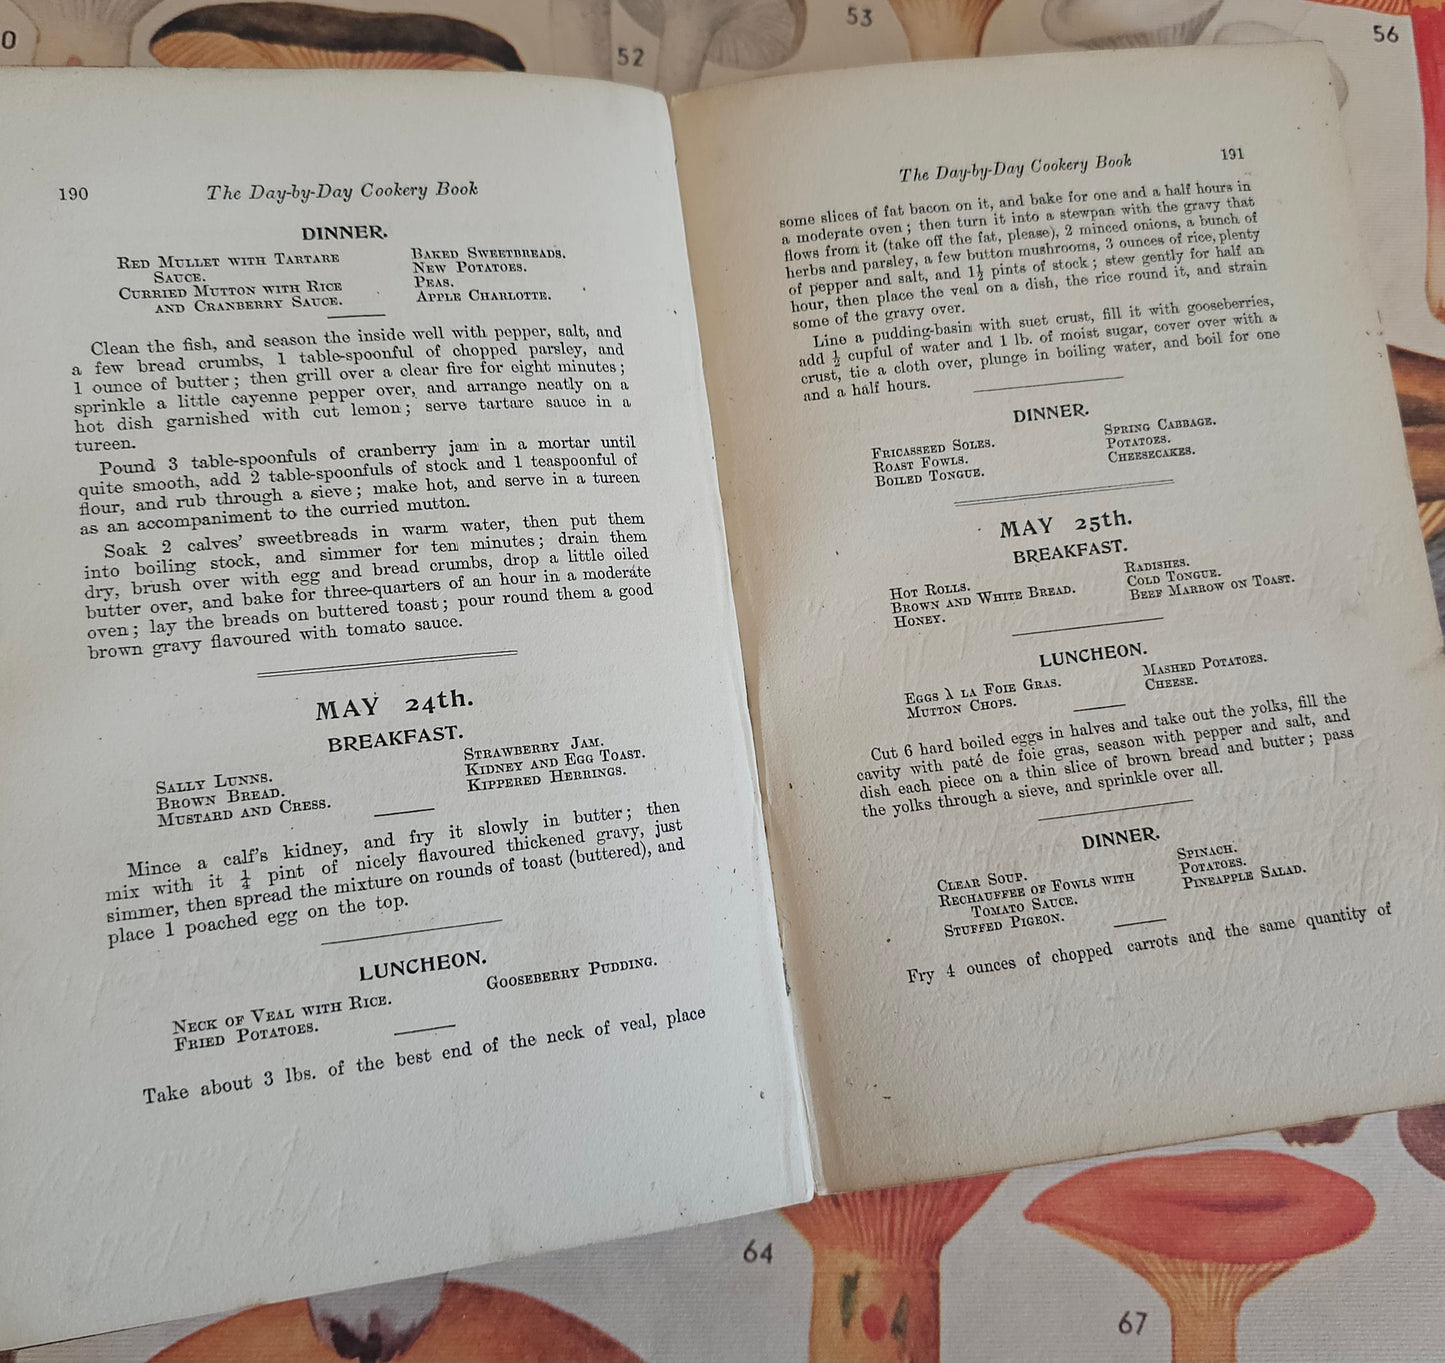 0
52
53
56
190 The Day-by-Day Cookery Book
DINNER.
Red Mullet with Tartare
Sauce.
Curried Mutton with Rice
and Cranberry Sauce.
Baked Sweetbreads.
New Potatoes.
Peas.
Apple Charlotte.
Clean the fish, and season the inside well with pepper, salt, and
a few bread crumbs, 1 table-spoonful of chopped parsley, and
1 ounce of butter; then grill over a clear fire for eight minutes;
sprinkle a little cayenne pepper over, and arrange neatly on a
hot dish garnished with cut lemon; serve tartare sauce in a
tureen.
Pound 3 table-spoonfuls of cranberry jam in a mortar until
quite smooth, add 2 table-spoonfuls of stock and 1 teaspoonful of
flour, and rub through a sieve; make hot, and serve in a tureen
as an accompaniment to the curried mutton.
Soak 2 calves' sweetbreads in warm water, then put them
into boiling stock, and simmer for ten minutes; drain them
dry, brush over with egg and bread crumbs, drop a little oiled
butter over, and bake for three-quarters of an hour in a moderate
oven; lay the breads on buttered toast; pour round them a good
brown gravy flavoured with tomato sauce.
MAY 24th.
BREAKFAST.
Sally Lunns.
Brown Bread.
Mustard and Cress.
Strawberry Jam.
Kidney and Egg Toast.
Kippered Herrings.
Mince a calf's kidney, and fry it slowly in butter; then
mix with it ¼ pint of nicely flavoured thickened gravy, just
simmer, then spread the mixture on rounds of toast (buttered), and
place 1 poached egg on the top.
LUNCHEON.
Neck of Veal with Rice.
Fried Potatoes.
Gooseberry Pudding.
Take about 3 lbs. of the best end of the neck of veal, place
The Day-by-Day Cookery Book 191
some slices of fat bacon on it, and bake for one and a half hours in
a moderate oven; then turn it into a stewpan with the gravy that
flows from it (take off the fat, please), 2 minced onions, a bunch of
herbs and parsley, a few button mushrooms, 3 ounces of rice, plenty
of pepper and salt, and 1½ pints of stock; stew gently for half an
hour, then place the veal on a dish, the rice round it, and strain
some of the gravy over.
Line a pudding-basin with suet crust, fill it with gooseberries,
add ½ cupful of water and 1 lb. of moist sugar, cover over with a
crust, tie a cloth over, plunge in boiling water, and boil for one
and a half hours.
DINNER.
Fricasseed Soles.
Roast Fowls.
Boiled Tongue.
Spring Cabbage.
Potatoes.
Cheesecakes.
MAY 25th.
BREAKFAST.
Hot Rolls.
Brown and White Bread.
Honey.
Radishes.
Cold Tongue.
Beef Marrow on Toast.
LUNCHEON.
Eggs à la Foie Gras.
Mutton Chops.
Mashed Potatoes.
Cheese.
Cut 6 hard boiled eggs in halves and take out the yolks, fill the
cavity with paté de foie gras, season with pepper and salt, and
dish each piece on a thin slice of brown bread and butter; pass
the yolks through a sieve, and sprinkle over all.
DINNER.
Clear Soup.
Rechauffee of Fowls with
Tomato Sauce.
Stuffed Pigeon.
Spinach.
Potatoes.
Pineapple Salad.
Fry 4 ounces of chopped carrots and the same quantity of
64
67